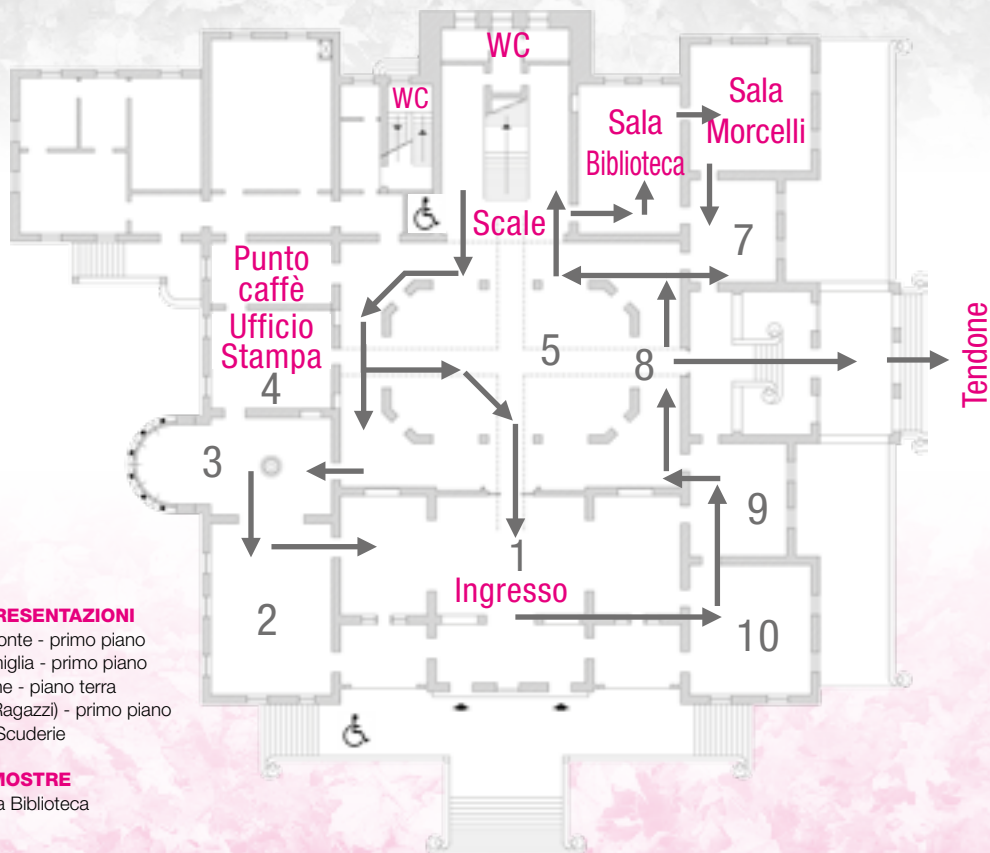 WC
WC
Sala
Morcelli
Sala
Biblioteca
Scale
7
Punto
caffè
Ufficio
Stampa
4
5
8
Tendone
3
9
1
Ingresso
2
10
RESENTAZIONI
onte - primo piano
niglia - primo piano
ne - piano terra
Ragazzi) - primo piano
Scuderie
MOSTRE
a Biblioteca